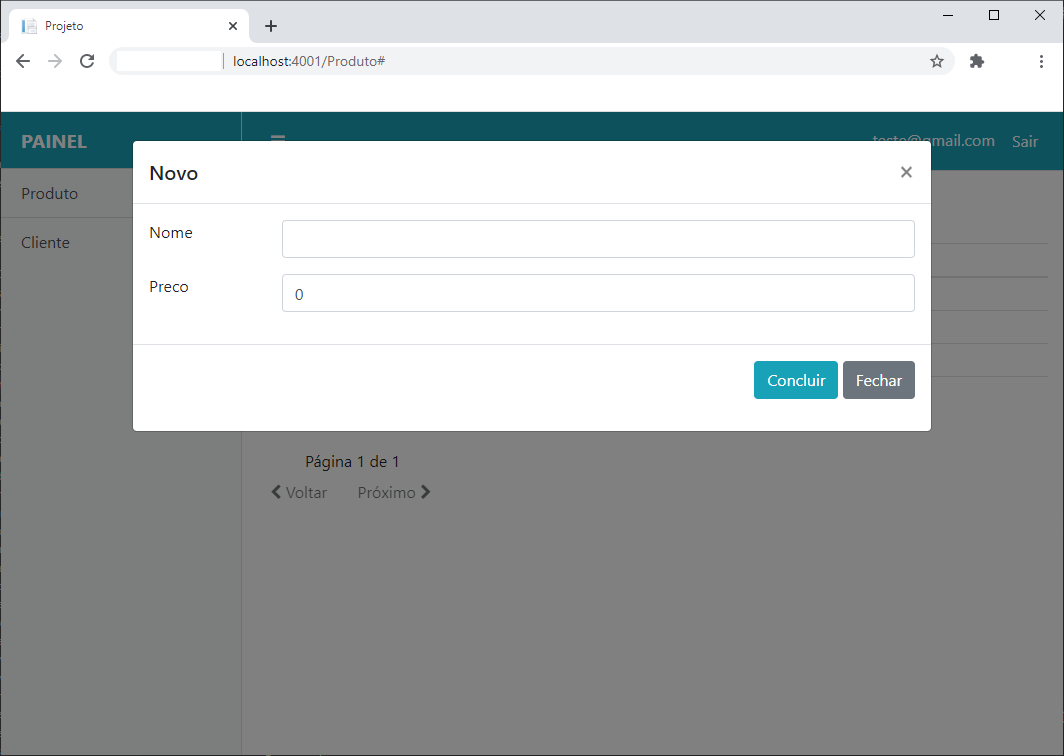 Projeto
localhost:4001/Produto#
PAINEL
teste@gmail.com Sair
Produto
Cliente
Novo
Nome
Preco
0
Concluir Fechar
Página 1 de 1
Voltar Próximo